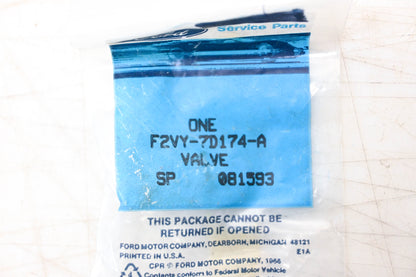 Ford
Service Parts
ONE
F2VY-7D174-A
VALVE
SP 081593
THIS PACKAGE CANNOT BE
RETURNED IF OPENED
FORD MOTOR COMPANY, DEARBORN, MICHIGAN 48121
PRINTED IN U.S.A. E1A
CPR © FORD MOTOR COMPANY, 1966
Contents conform to Federal Motor Vehicle